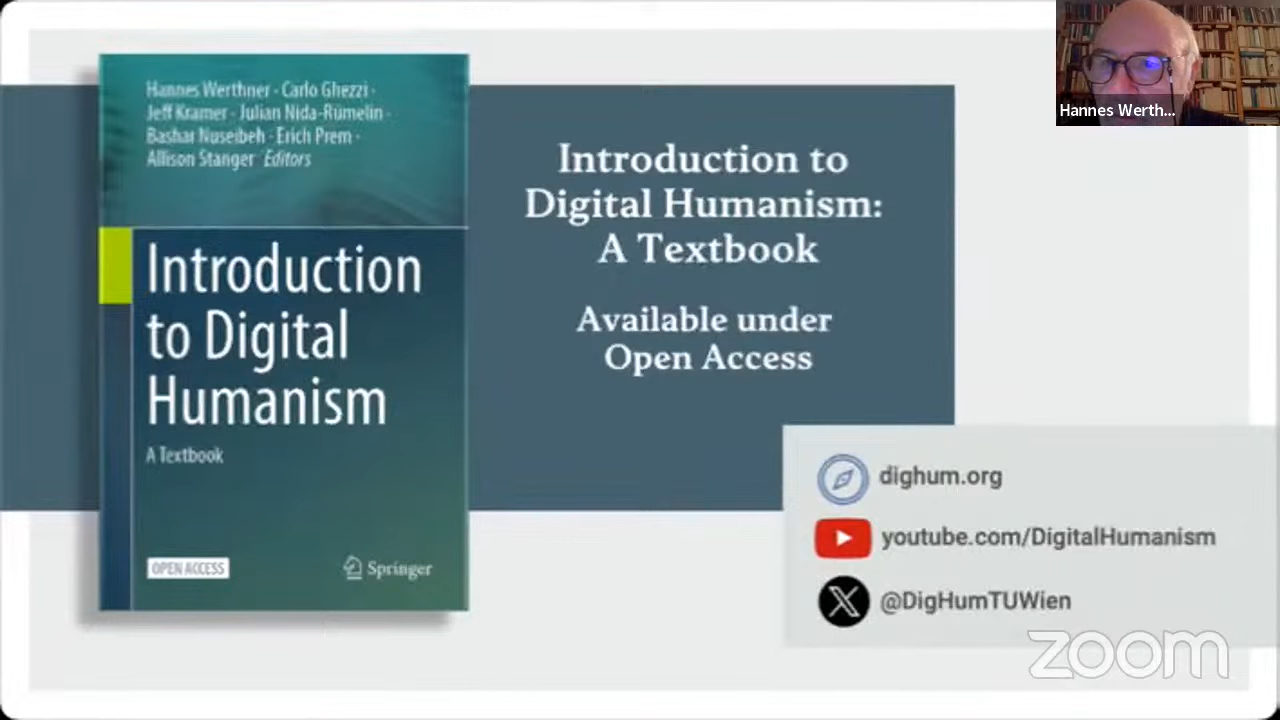 Hannes Werthner · Carlo Ghezzi ·
Jeff Kramer · Julian Nida-Rümelin ·
Bashar Nuseibeh · Erich Prem ·
Allison Stanger Editors
Introduction
to Digital
Humanism
A Textbook
OPEN ACCESS
Springer
Introduction to
Digital Humanism:
A Textbook
Available under
Open Access
Hannes Werth...
dighum.org
youtube.com/DigitalHumanism
@DigHumTUWien
zoom